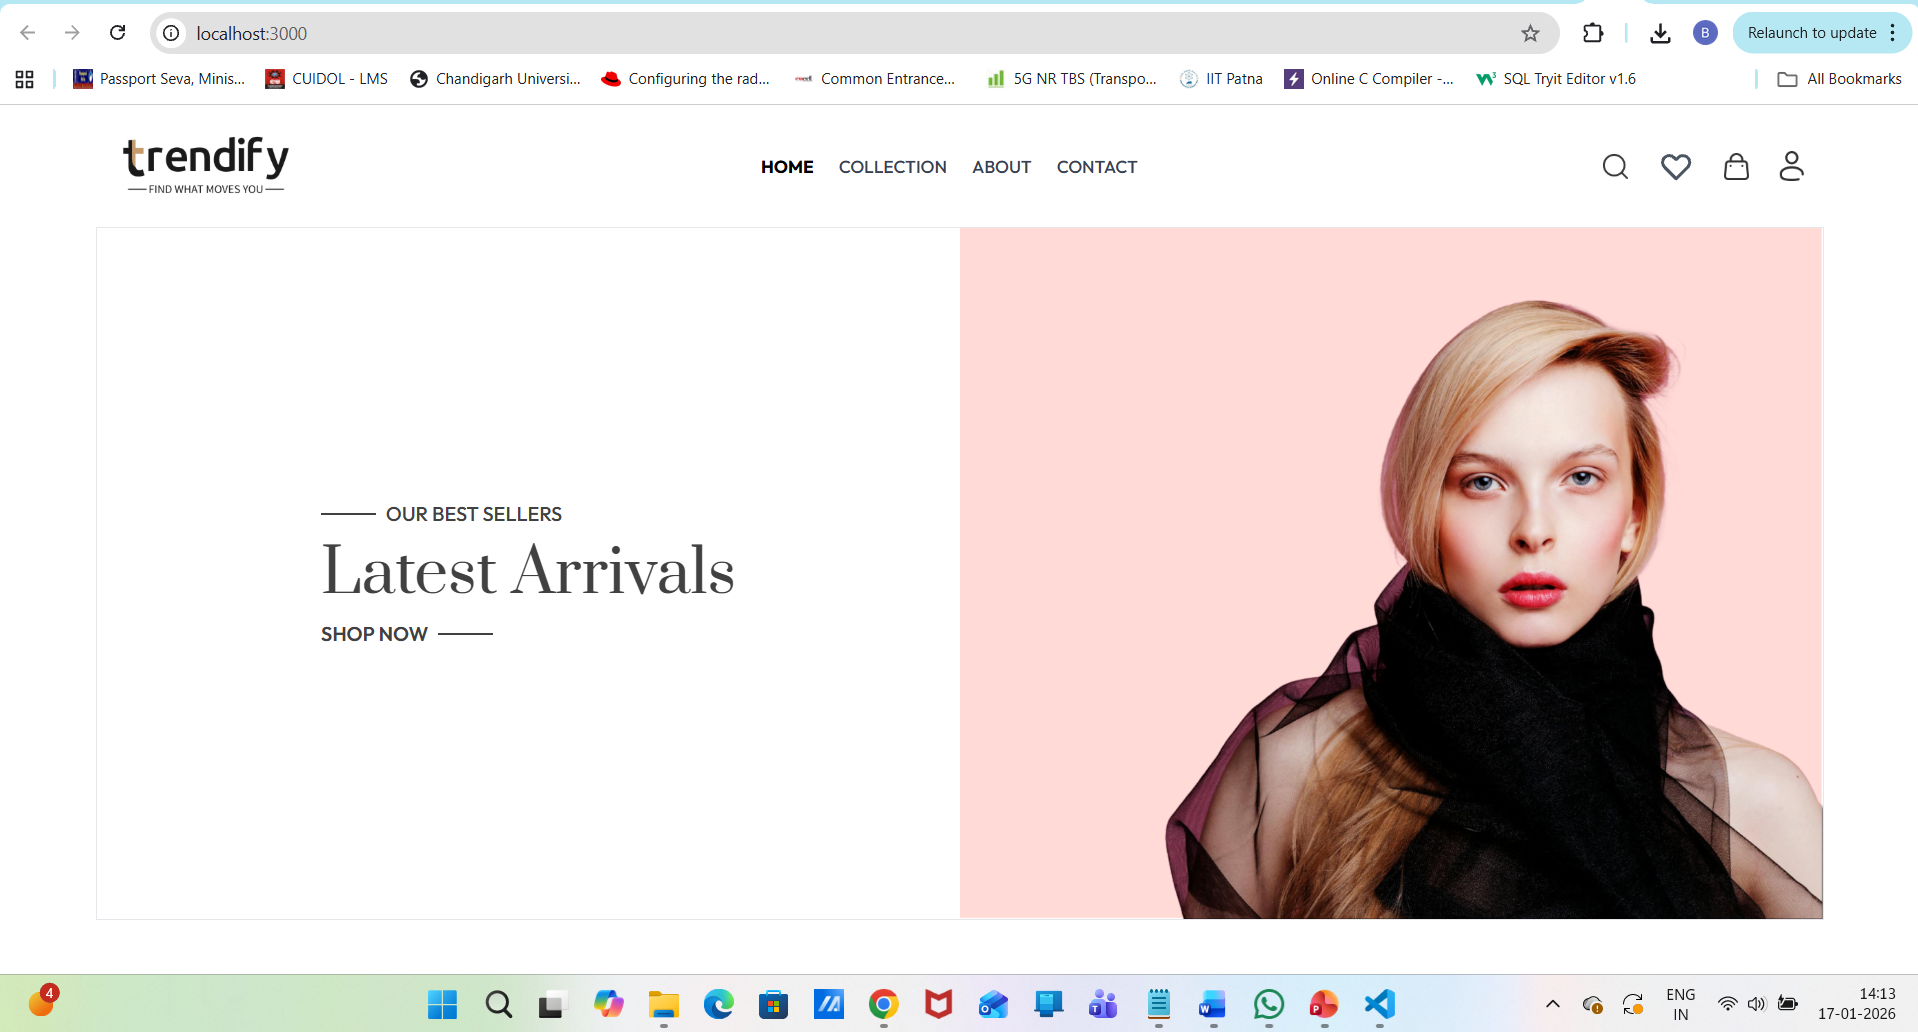 localhost:3000
B
Relaunch to update
Passport Seva, Minis...
CUIDOL - LMS
Chandigarh Universi...
Configuring the rad...
Common Entrance...
5G NR TBS (Transpo...
IIT Patna
Online C Compiler -...
SQL Tryit Editor v1.6
All Bookmarks
trendify
FIND WHAT MOVES YOU
HOME
COLLECTION
ABOUT
CONTACT
OUR BEST SELLERS
Latest Arrivals
SHOP NOW
4
ENG
IN
14:13
17-01-2026